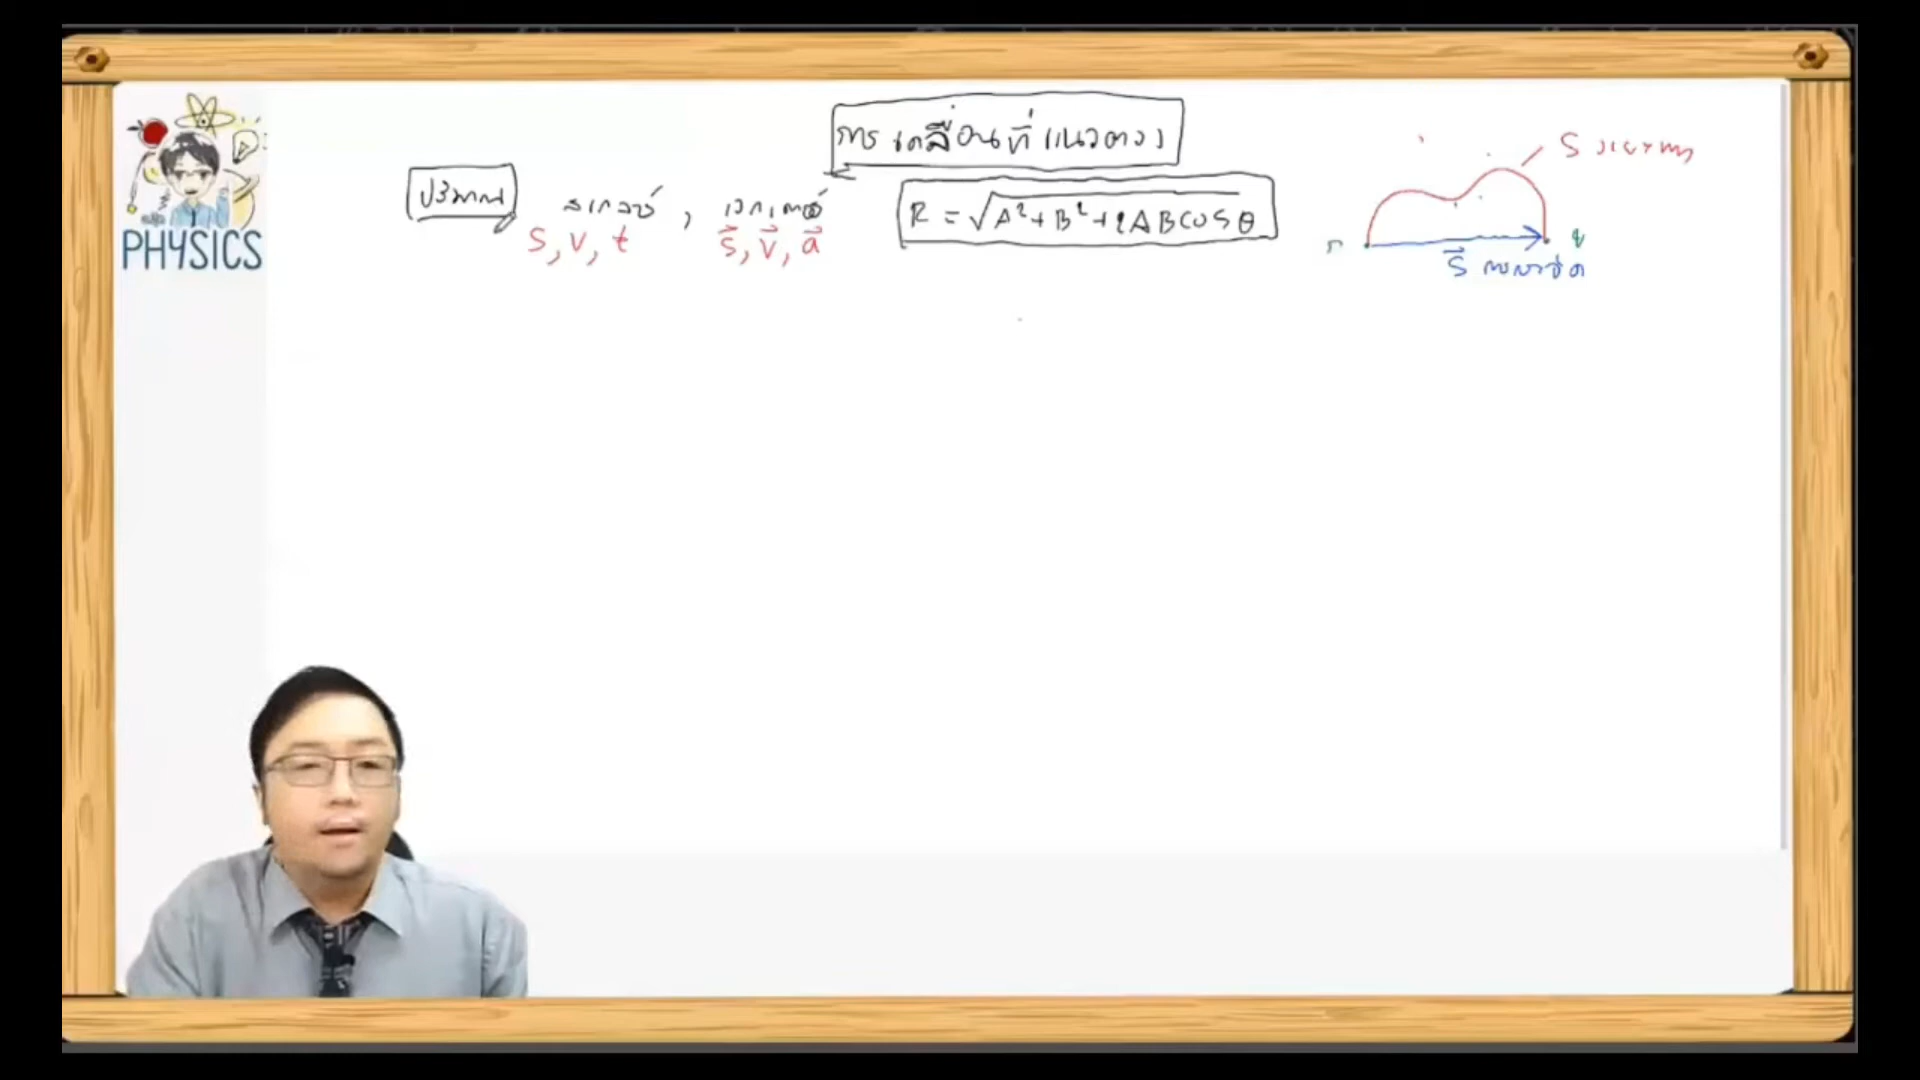 การเคลื่อนที่แนวตรง
ปริมาณ สเกลาร์ , เวกเตอร์
S, v, t
s⃗, v⃗, a⃗
R = √A²+B²+2ABcosθ
S ระยะทาง
ก ข
S⃗ การกระจัด
PHYSICS